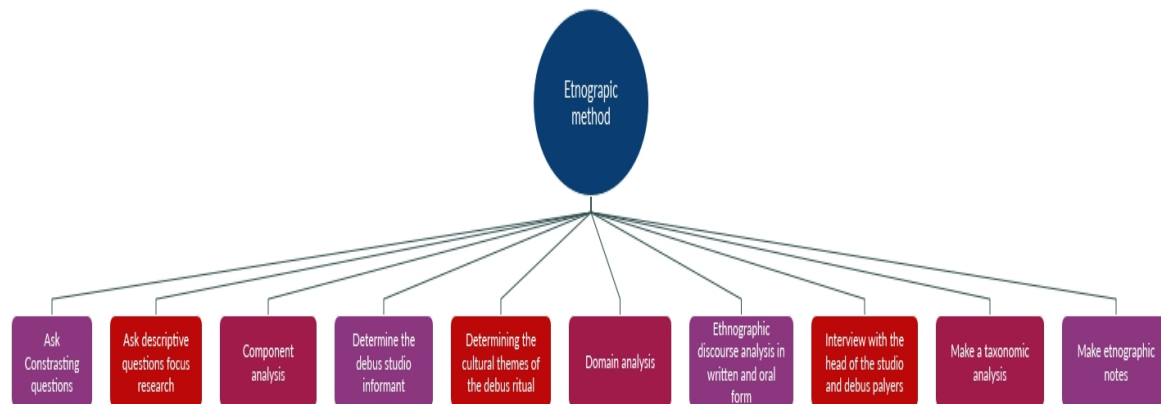 Etnograpic
method
Ask
Constrasting
questions
Ask descriptive
questions focus
research
Component
analysis
Determine the
debus studio
informant
Determining the
cultural themes of
the debus ritual
Domain analysis
Ethnographic
discourse analysis in
written and oral
form
Interview with the
head of the studio
and debus palyers
Make a taxonomic
analysis
Make etnographic
notes